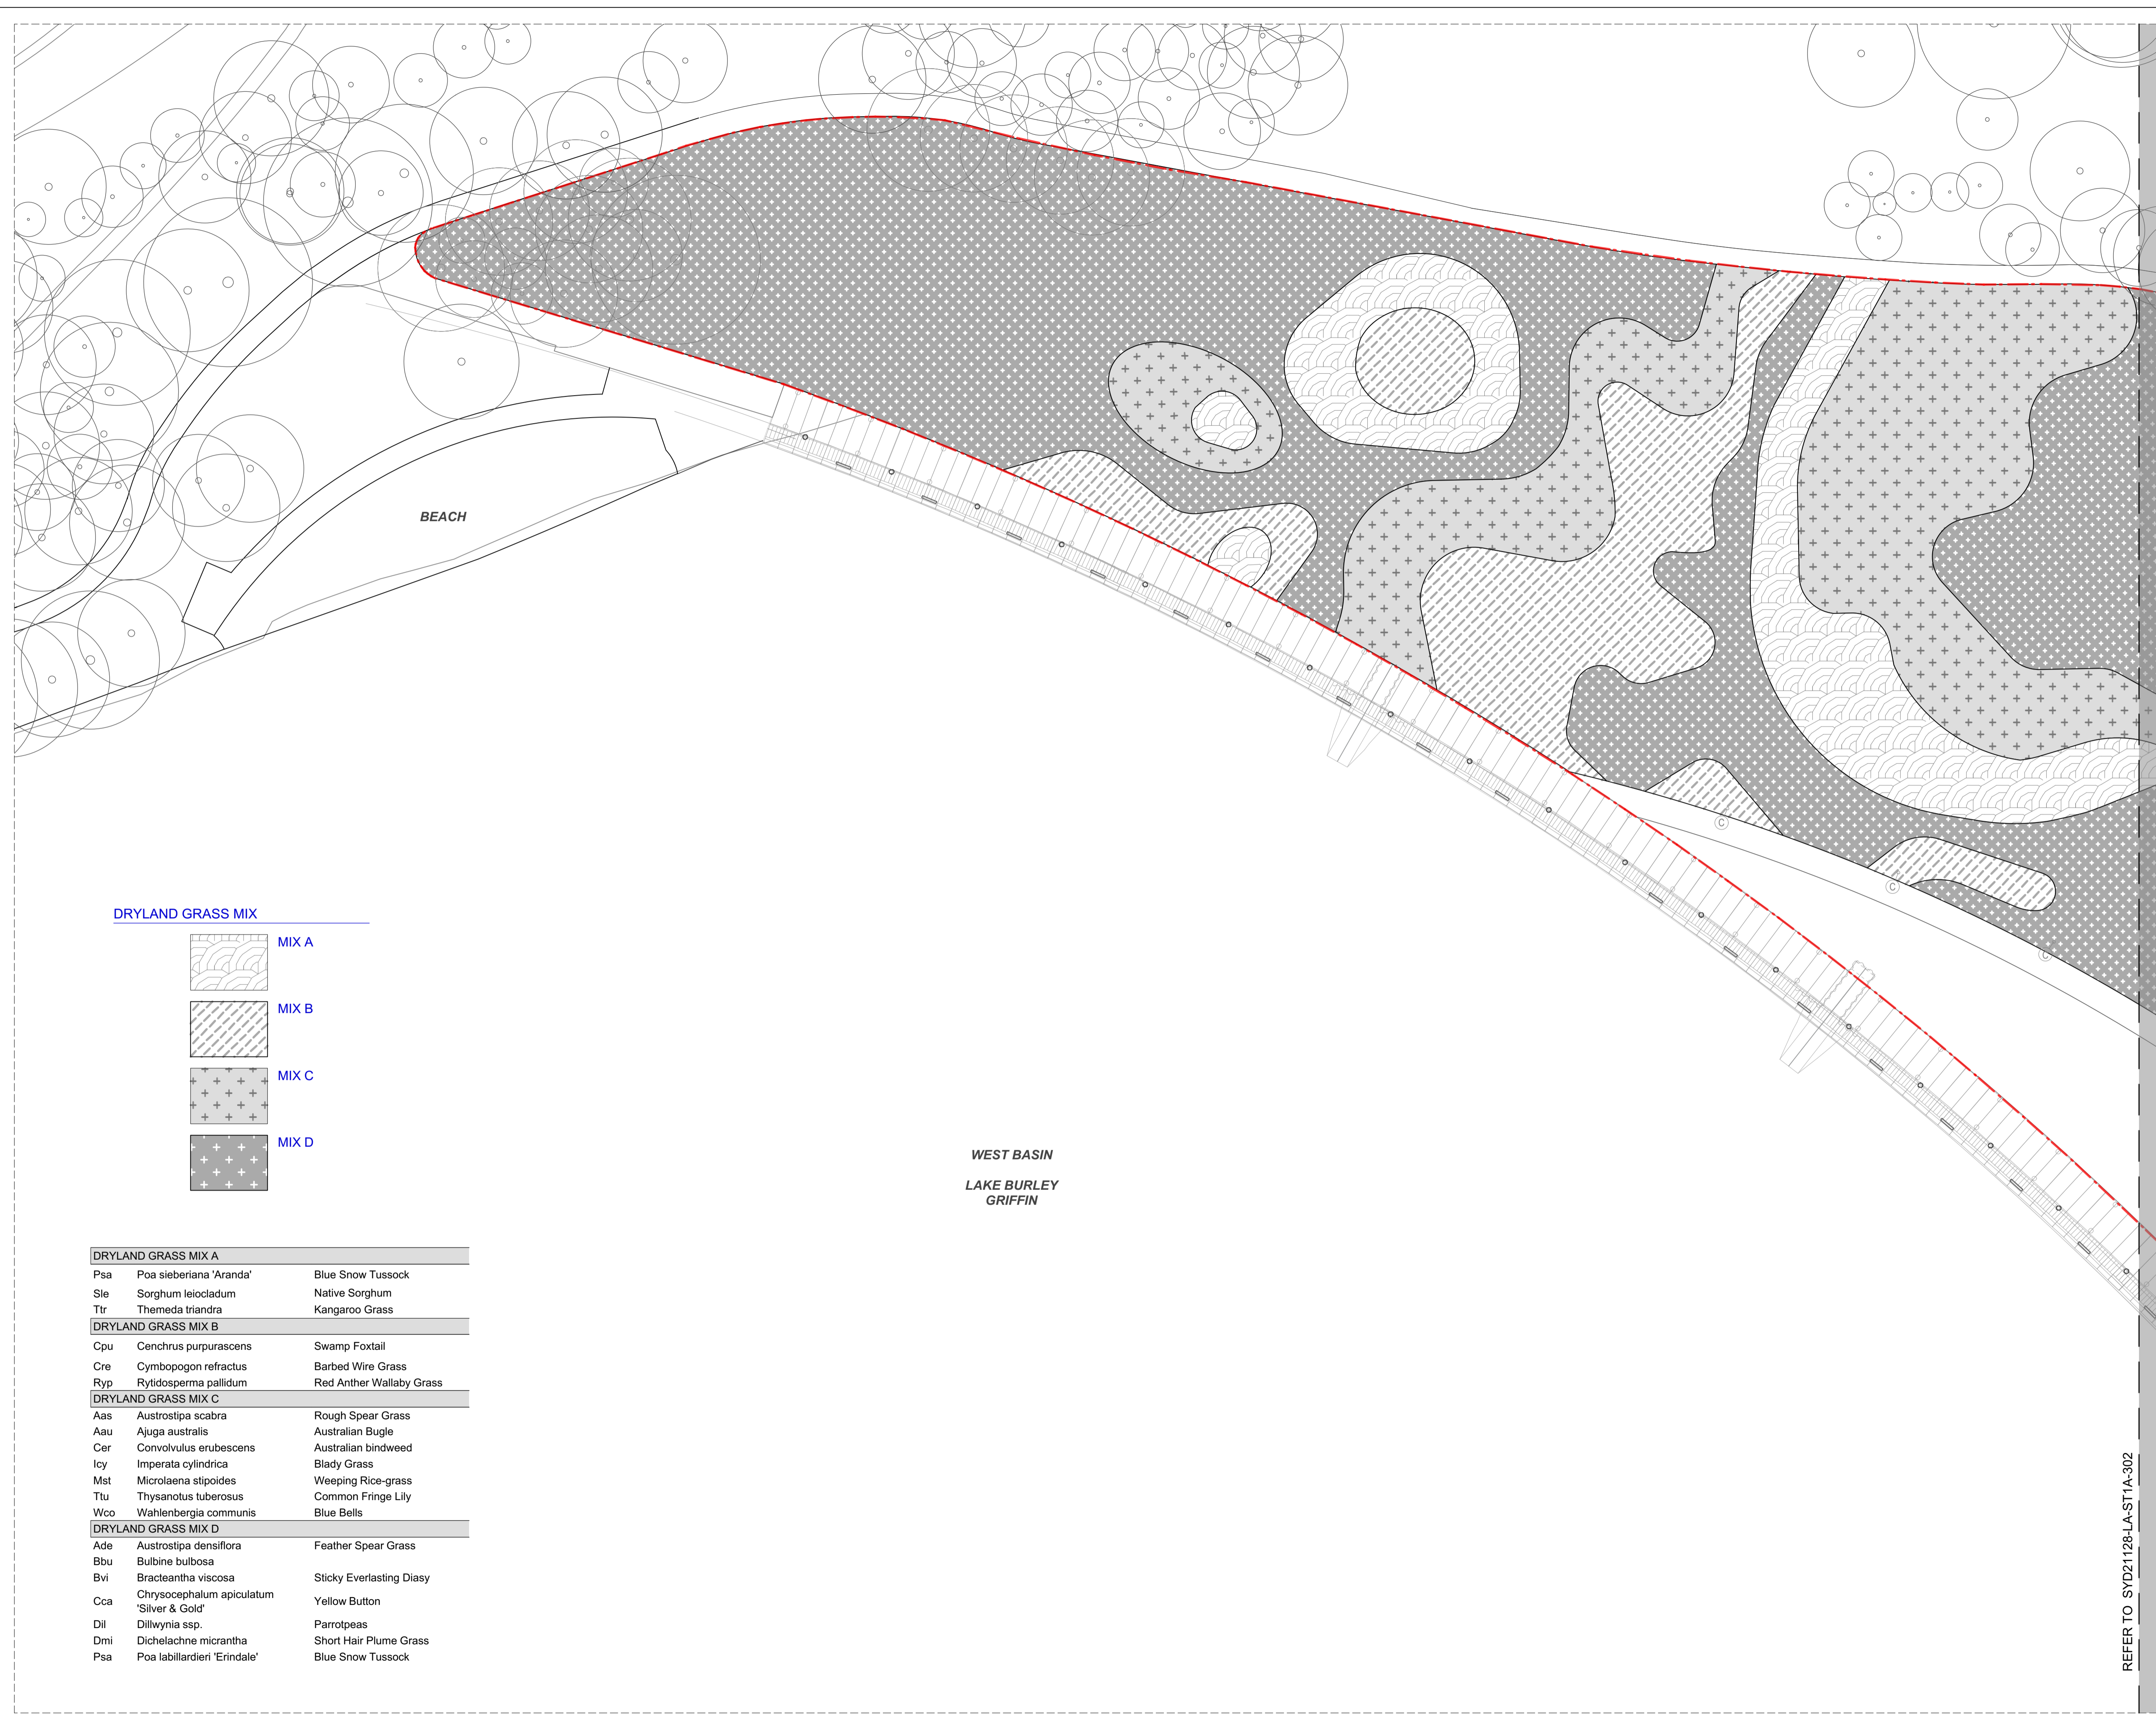 BEACH
C
C
C
DRYLAND GRASS MIX
MIX A
MIX B
MIX C
MIX D
WEST BASIN
LAKE BURLEY
GRIFFIN
DRYLAND GRASS MIX A
Psa Poa sieberiana 'Aranda' Blue Snow Tussock
Sle Sorghum leiocladum Native Sorghum
Ttr Themeda triandra Kangaroo Grass
DRYLAND GRASS MIX B
Cpu Cenchrus purpurascens Swamp Foxtail
Cre Cymbopogon refractus Barbed Wire Grass
Ryp Rytidosperma pallidum Red Anther Wallaby Grass
DRYLAND GRASS MIX C
Aas Austrostipa scabra Rough Spear Grass
Aau Ajuga australis Australian Bugle
Cer Convolvulus erubescens Australian bindweed
Icy Imperata cylindrica Blady Grass
Mst Microlaena stipoides Weeping Rice-grass
Ttu Thysanotus tuberosus Common Fringe Lily
Wco Wahlenbergia communis Blue Bells
DRYLAND GRASS MIX D
Ade Austrostipa densiflora Feather Spear Grass
Bbu Bulbine bulbosa
Bvi Bracteantha viscosa Sticky Everlasting Diasy
Cca Chrysocephalum apiculatum
'Silver & Gold' Yellow Button
Dil Dillwynia ssp. Parrotpeas
Dmi Dichelachne micrantha Short Hair Plume Grass
Psa Poa labillardieri 'Erindale' Blue Snow Tussock
REFER TO SYD21128-LA-ST1A-302